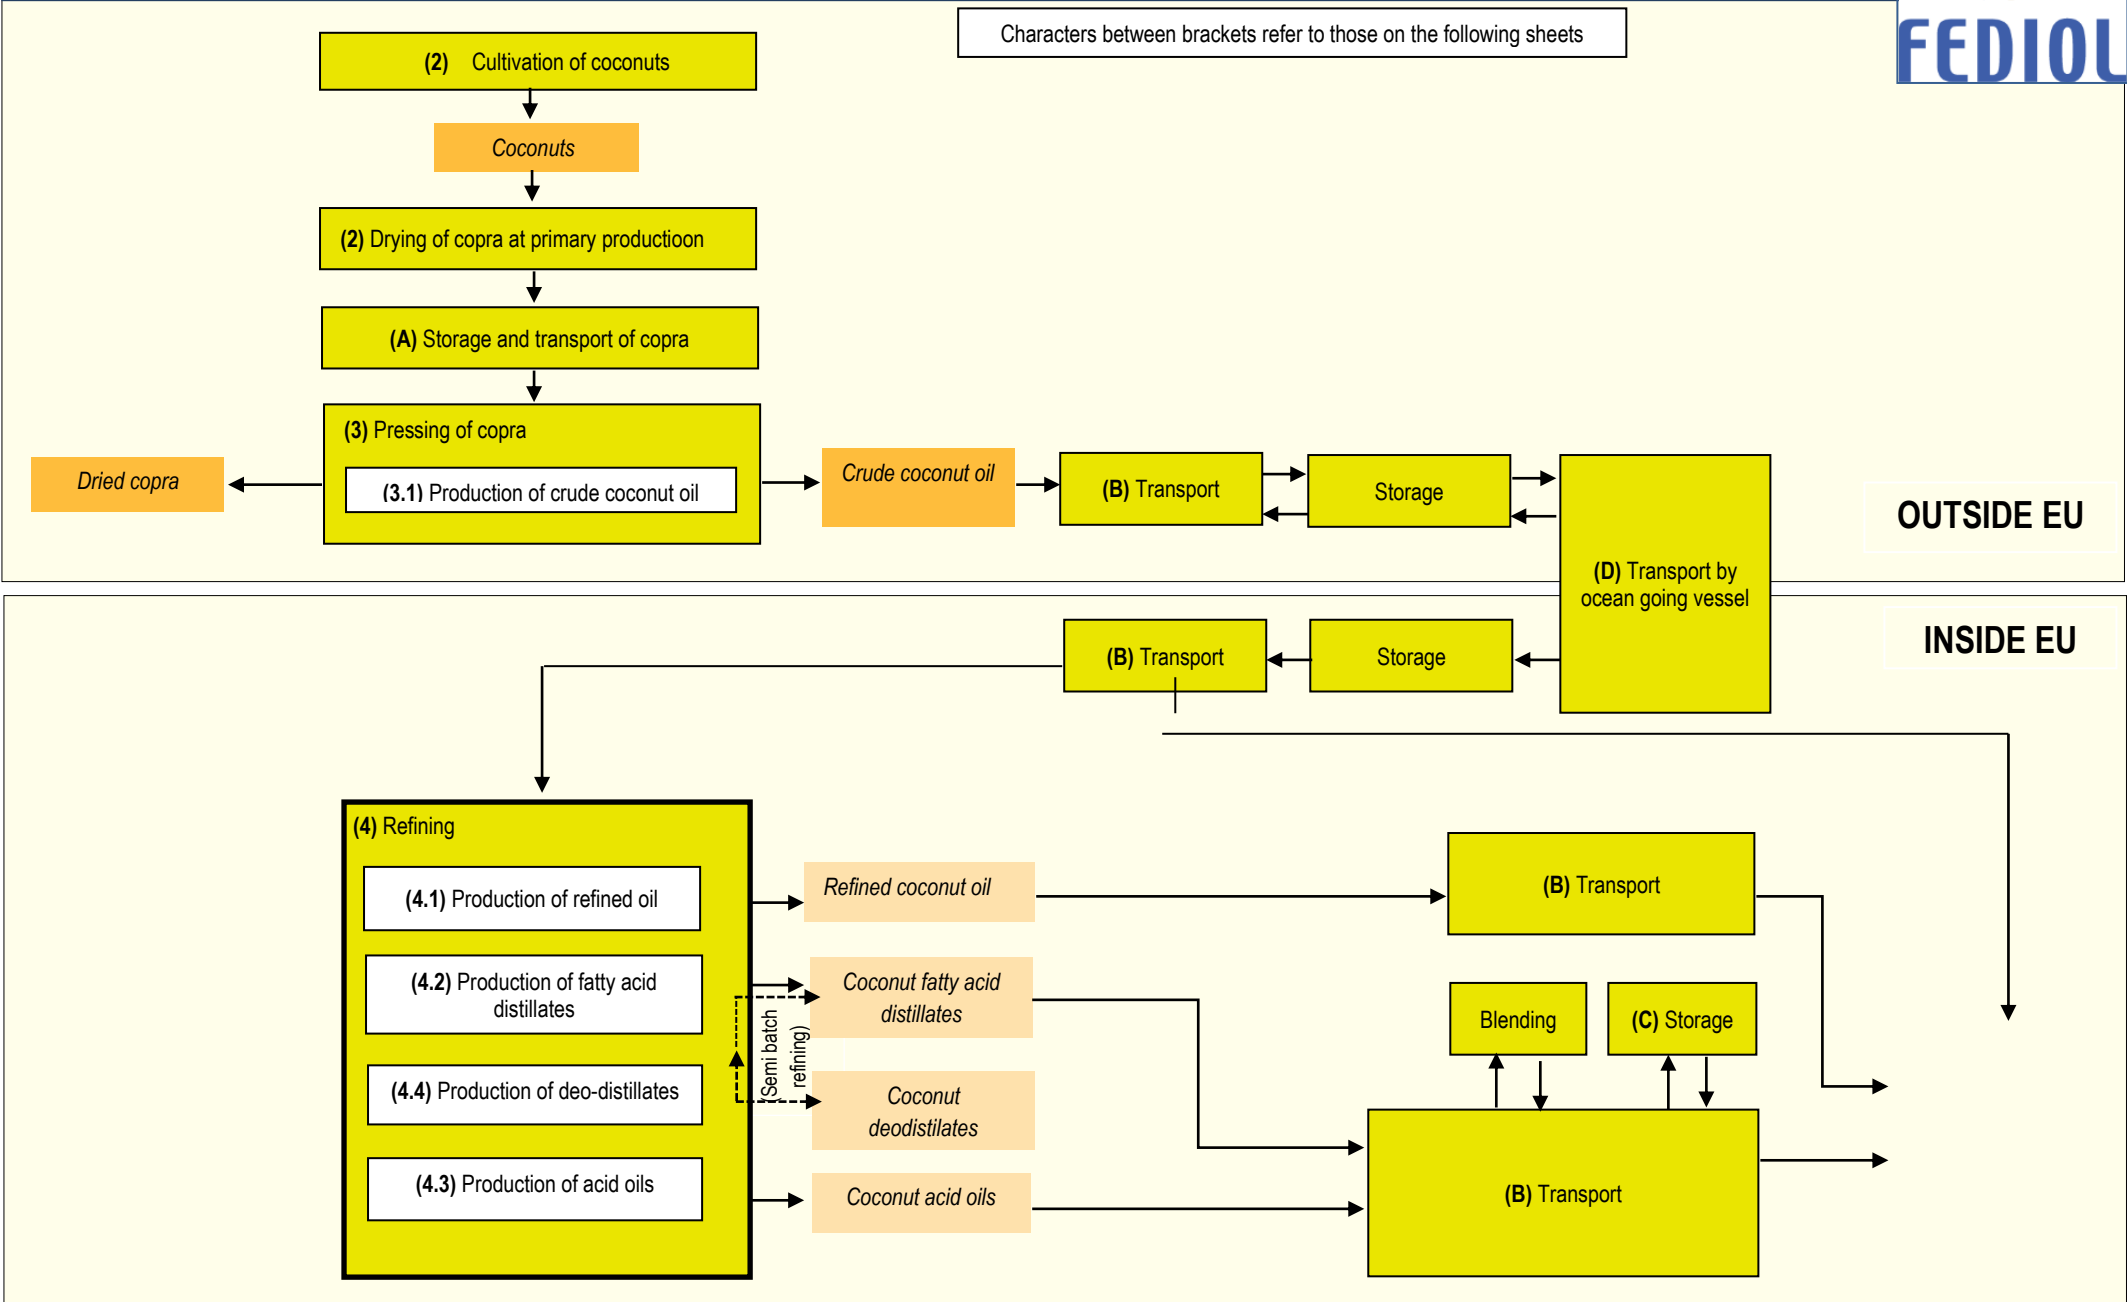 Characters between brackets refer to those on the following sheets
FEDIOL
(2) Cultivation of coconuts
Coconuts
(2) Drying of copra at primary productioon
(A) Storage and transport of copra
(3) Pressing of copra
(3.1) Production of crude coconut oil
Dried copra
Crude coconut oil
(B) Transport
Storage
(D) Transport by
ocean going vessel
OUTSIDE EU
INSIDE EU
(B) Transport
Storage
(4) Refining
(4.1) Production of refined oil
(4.2) Production of fatty acid
distillates
(4.4) Production of deo-distillates
(4.3) Production of acid oils
(Semi batch
refining)
Refined coconut oil
Coconut fatty acid
distillates
Coconut
deodistilates
Coconut acid oils
(B) Transport
Blending
(C) Storage
(B) Transport